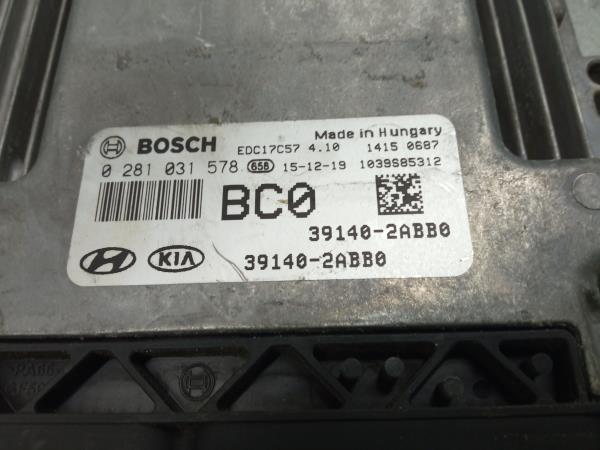 BOSCH EDC17C57 4.10 Made in Hungary 1415 0687
0 281 031 578 656 15-12-19 1039S85312
BC0
39140-2ABB0
KIA 39140-2ABB0